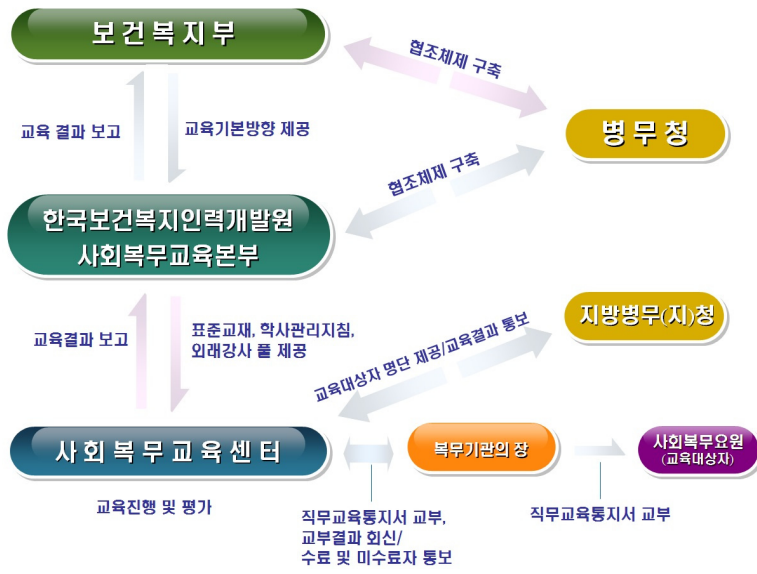 보건복지부
협조체제 구축
교육 결과 보고
교육기본방향 제공
병무청
협조체제 구축
한국보건복지인력개발원
사회복무교육본부
지방병무(지)청
교육결과 보고
표준교재, 학사관리지침,
외래강사 풀 제공
교육대상자 명단 제공/교육결과 통보
사회복무교육센터
복무기관의 장
사회복무요원
(교육대상자)
교육진행 및 평가
직무교육통지서 교부,
교부결과 회신/
수료 및 미수료자 통보
직무교육통지서 교부